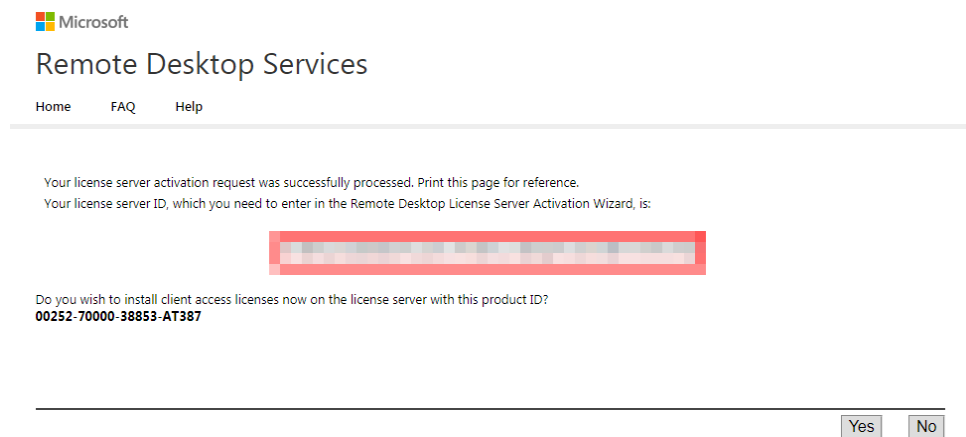 Microsoft
Remote Desktop Services
Home FAQ Help
Your license server activation request was successfully processed. Print this page for reference.
Your license server ID, which you need to enter in the Remote Desktop License Server Activation Wizard, is:
Do you wish to install client access licenses now on the license server with this product ID?
00252-70000-38853-AT387
Yes No